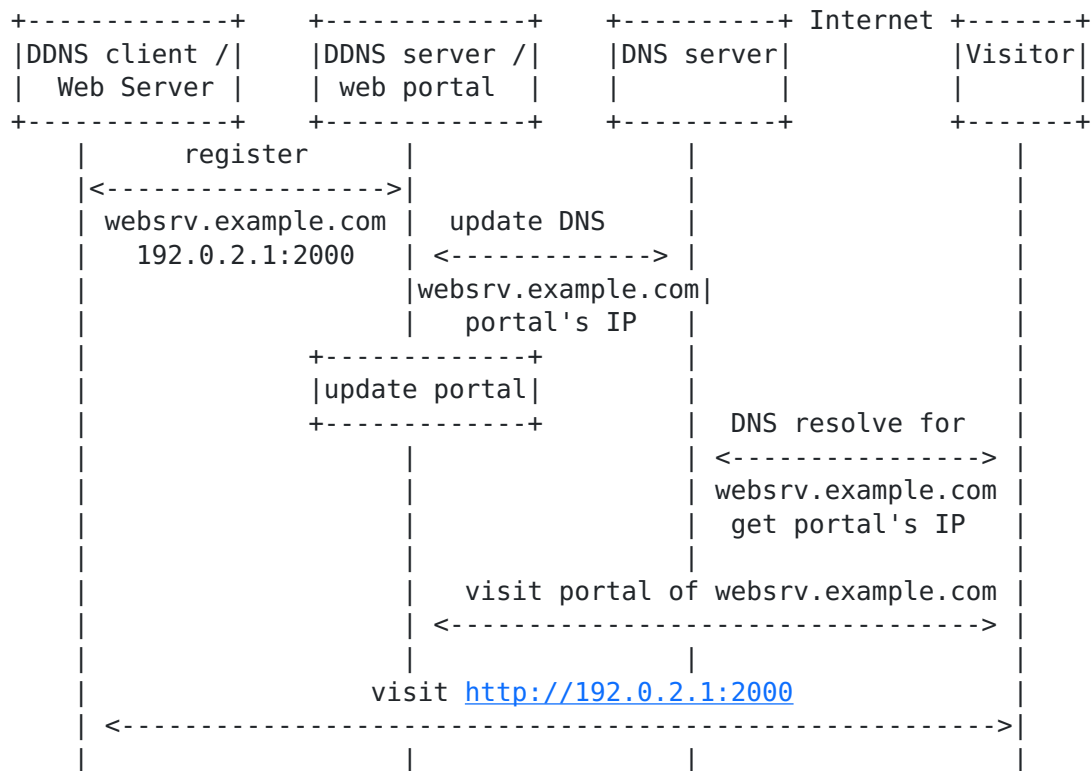 +-------------+    +-------------+    +----------+ Internet +-------+
|DDNS client /|    |DDNS server /|    |DNS server|          |Visitor|
|  Web Server |    | web portal  |    |          |          |       |
+-------------+    +-------------+    +----------+          +-------+
    |      register      |                 |                    |
    |<------------------>|                 |                    |
    | websrv.example.com |  update DNS     |                    |
    |   192.0.2.1:2000   | <-------------> |                    |
    |                    |websrv.example.com|                   |
    |                    |   portal's IP   |                    |
    |              +-------------+         |                    |
    |              |update portal|         |                    |
    |              +-------------+         |  DNS resolve for   |
    |                    |                 | <----------------> |
    |                    |                 | websrv.example.com |
    |                    |                 |  get portal's IP   |
    |                    |                 |                    |
    |                    |   visit portal of websrv.example.com |
    |                    | <----------------------------------> |
    |                    |                 |                    |
    |                 visit http://192.0.2.1:2000               |
    | <-------------------------------------------------------->|
    |                    |                 |                    |